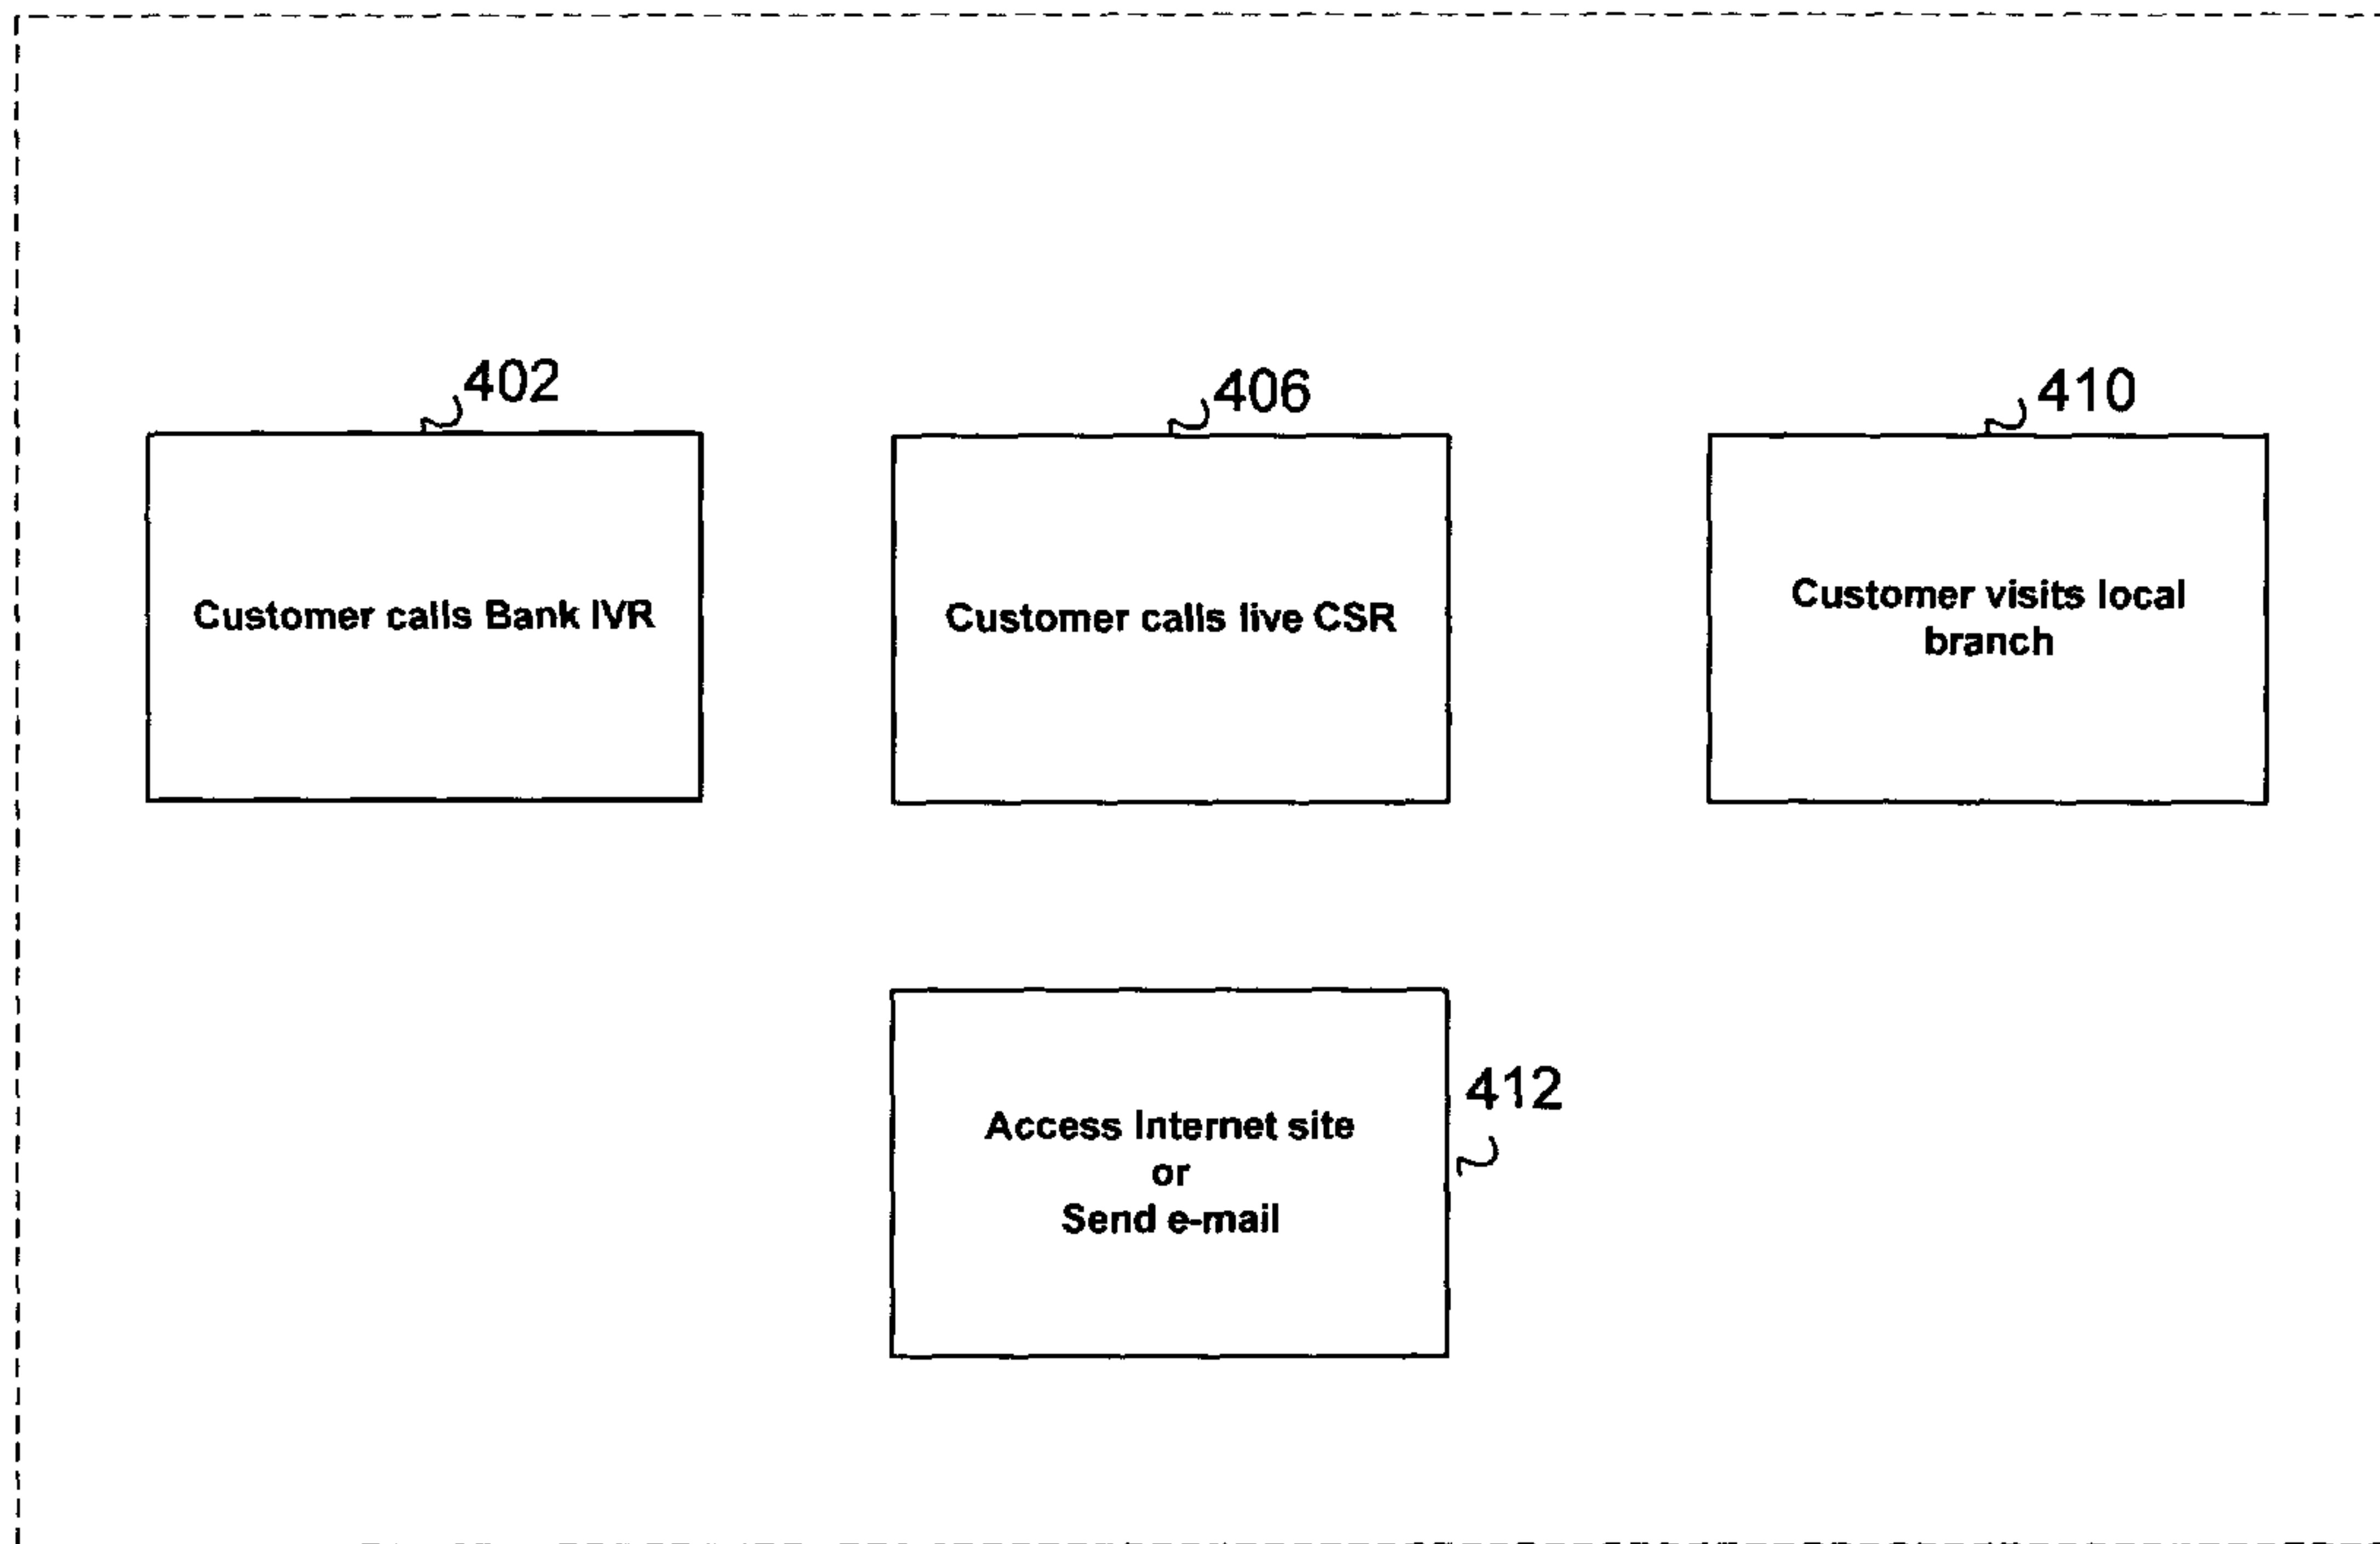 402
406
410
Customer calls Bank IVR
Customer calls live CSR
Customer visits local
branch
412
Access Internet site
or
Send e-mail